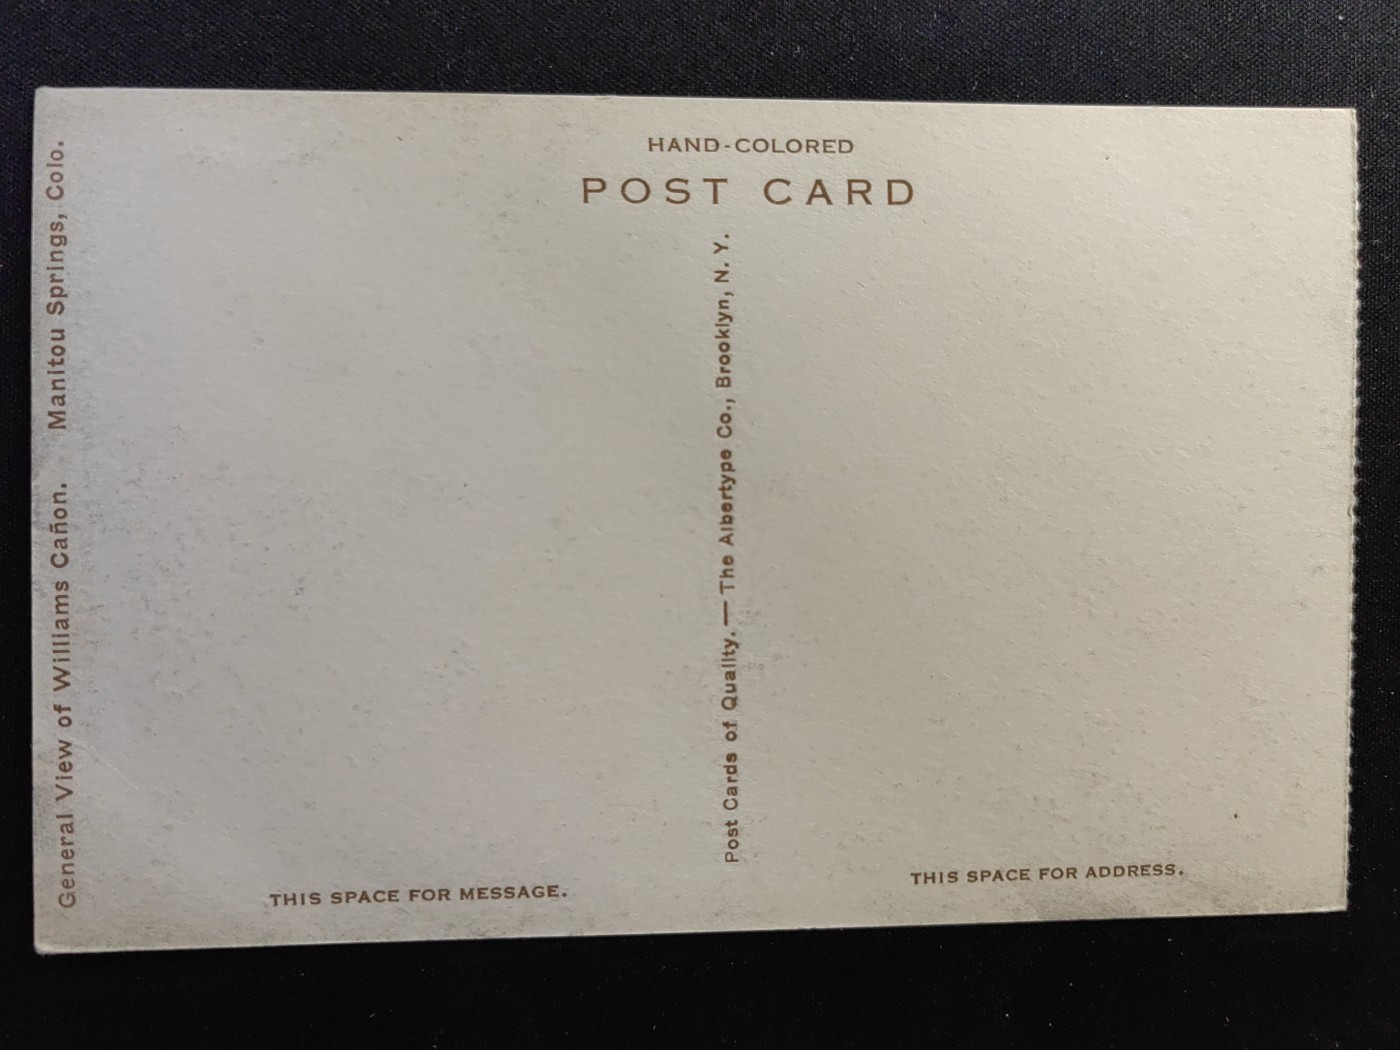 HAND-COLORED
POST CARD
General View of Williams Cañon. Manitou Springs, Colo.
Post Cards of Quality. — The Albertype Co., Brooklyn, N. Y.
THIS SPACE FOR MESSAGE.
THIS SPACE FOR ADDRESS.